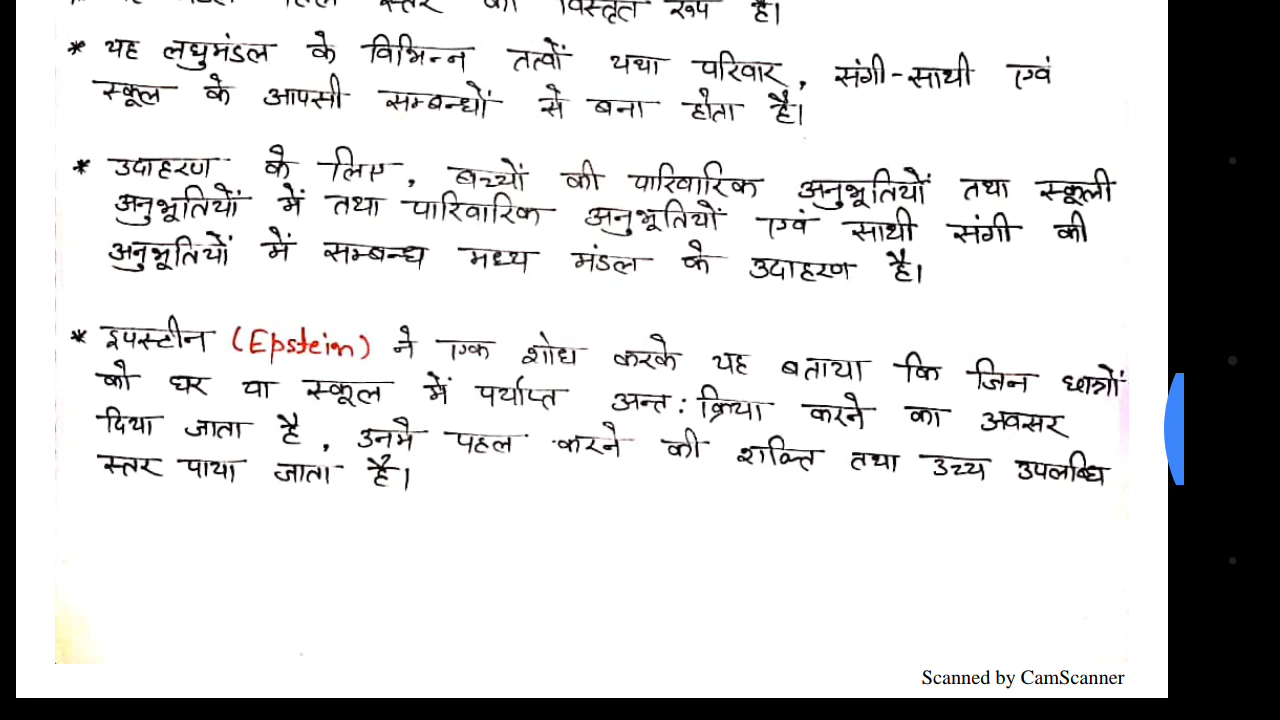 विस्तृत रूप है।
* यह लघुमंडल के विभिन्न तत्वों यथा परिवार, संगी-साथी एवं
स्कूल के आपसी सम्बन्धों से बना होता है।
* उदाहरण के लिए, बच्चों की पारिवारिक अनुभूतियों तथा स्कूली
अनुभूतियों में तथा पारिवारिक अनुभूतियों एवं साथी संगी की
अनुभूतियों में सम्बन्ध मध्य मंडल के उदाहरण है।
* इपस्टीन (Epstein) ने एक शोध करके यह बताया कि जिन छात्रों
को घर या स्कूल में पर्याप्त अन्त:क्रिया करने का अवसर
दिया जाता है, उनमे पहल करने की शक्ति तथा उच्च उपलब्धि
स्तर पाया जाता है।
Scanned by CamScanner